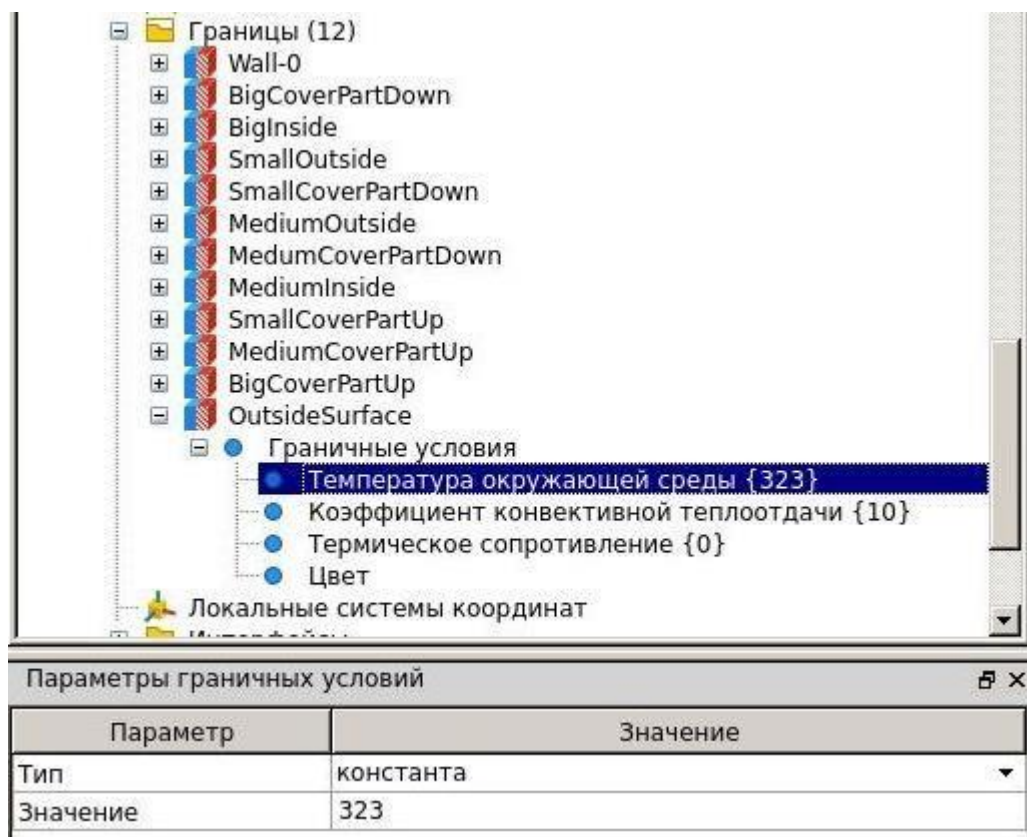 Границы (12)
Wall-0
BigCoverPartDown
BigInside
SmallOutside
SmallCoverPartDown
MediumOutside
MedumCoverPartDown
MediumInside
SmallCoverPartUp
MediumCoverPartUp
BigCoverPartUp
OutsideSurface
Граничные условия
Температура окружающей среды {323}
Коэффициент конвективной теплоотдачи {10}
Термическое сопротивление {0}
Цвет
Локальные системы координат
Параметры граничных условий
Параметр Значение
Тип константа
Значение 323